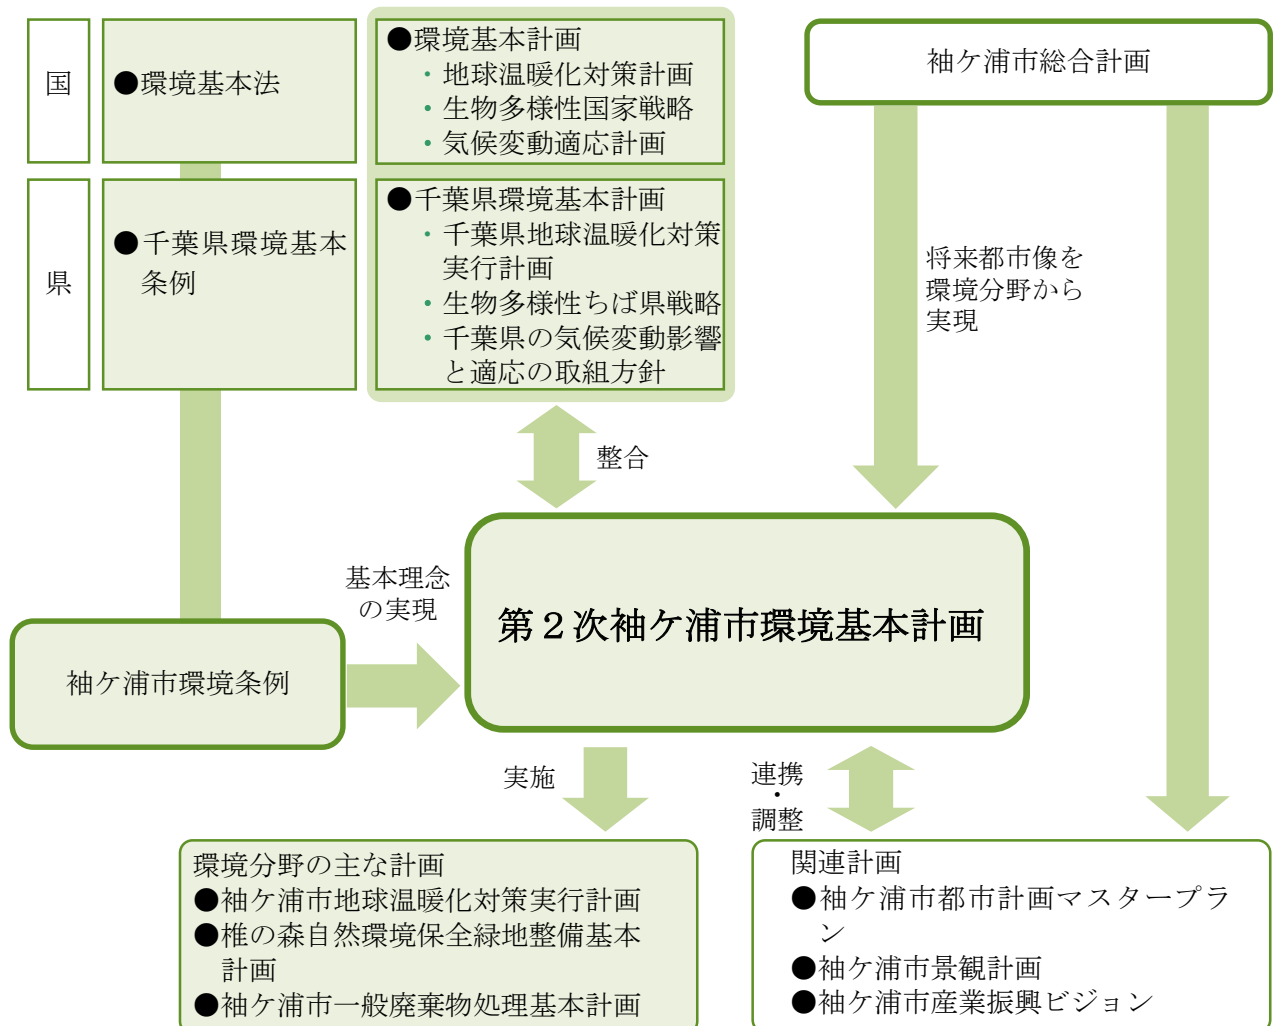 国
●環境基本法
●環境基本計画
・地球温暖化対策計画
・生物多様性国家戦略
・気候変動適応計画
袖ケ浦市総合計画
県
●千葉県環境基本
条例
●千葉県環境基本計画
・千葉県地球温暖化対策
実行計画
・生物多様性ちば県戦略
・千葉県の気候変動影響
と適応の取組方針
将来都市像を
環境分野から
実現
整合
基本理念
の実現
第２次袖ケ浦市環境基本計画
袖ケ浦市環境条例
実施
連携
・
調整
環境分野の主な計画
●袖ケ浦市地球温暖化対策実行計画
●椎の森自然環境保全緑地整備基本
計画
●袖ケ浦市一般廃棄物処理基本計画
関連計画
●袖ケ浦市都市計画マスタープラ
ン
●袖ケ浦市景観計画
●袖ケ浦市産業振興ビジョン